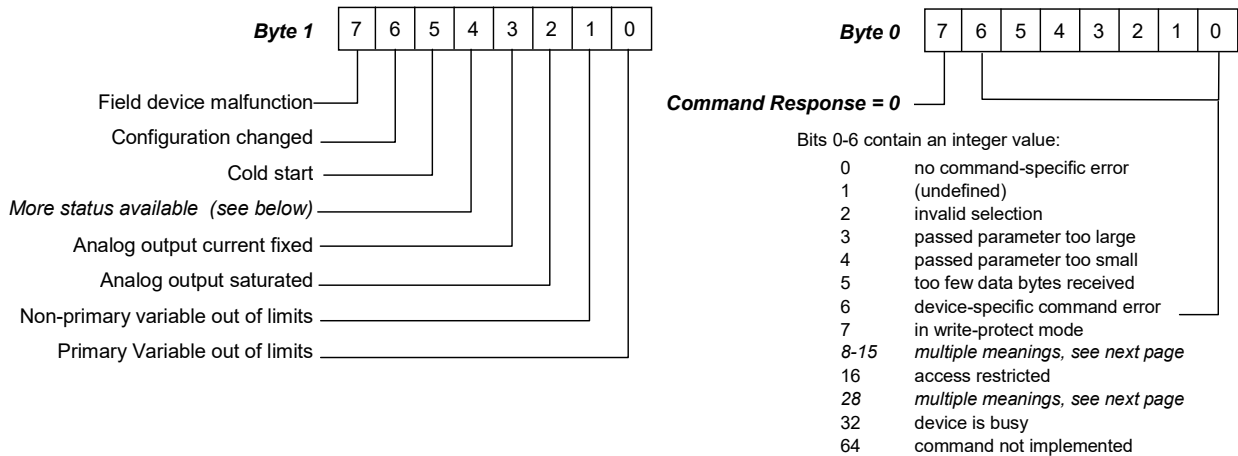 Byte 1 7 6 5 4 3 2 1 0
Field device malfunction
Configuration changed
Cold start
More status available (see below)
Analog output current fixed
Analog output saturated
Non-primary variable out of limits
Primary Variable out of limits
Byte 0 7 6 5 4 3 2 1 0
Command Response = 0
Bits 0-6 contain an integer value:
0 no command-specific error
1 (undefined)
2 invalid selection
3 passed parameter too large
4 passed parameter too small
5 too few data bytes received
6 device-specific command error
7 in write-protect mode
8-15 multiple meanings, see next page
16 access restricted
28 multiple meanings, see next page
32 device is busy
64 command not implemented